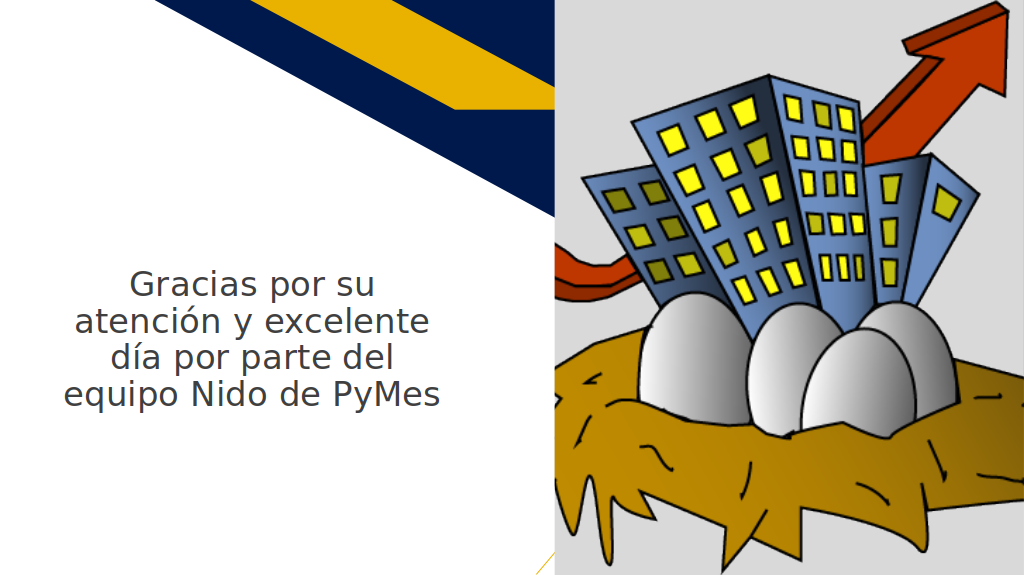 Gracias por su
atención y excelente
día por parte del
equipo Nido de PyMes